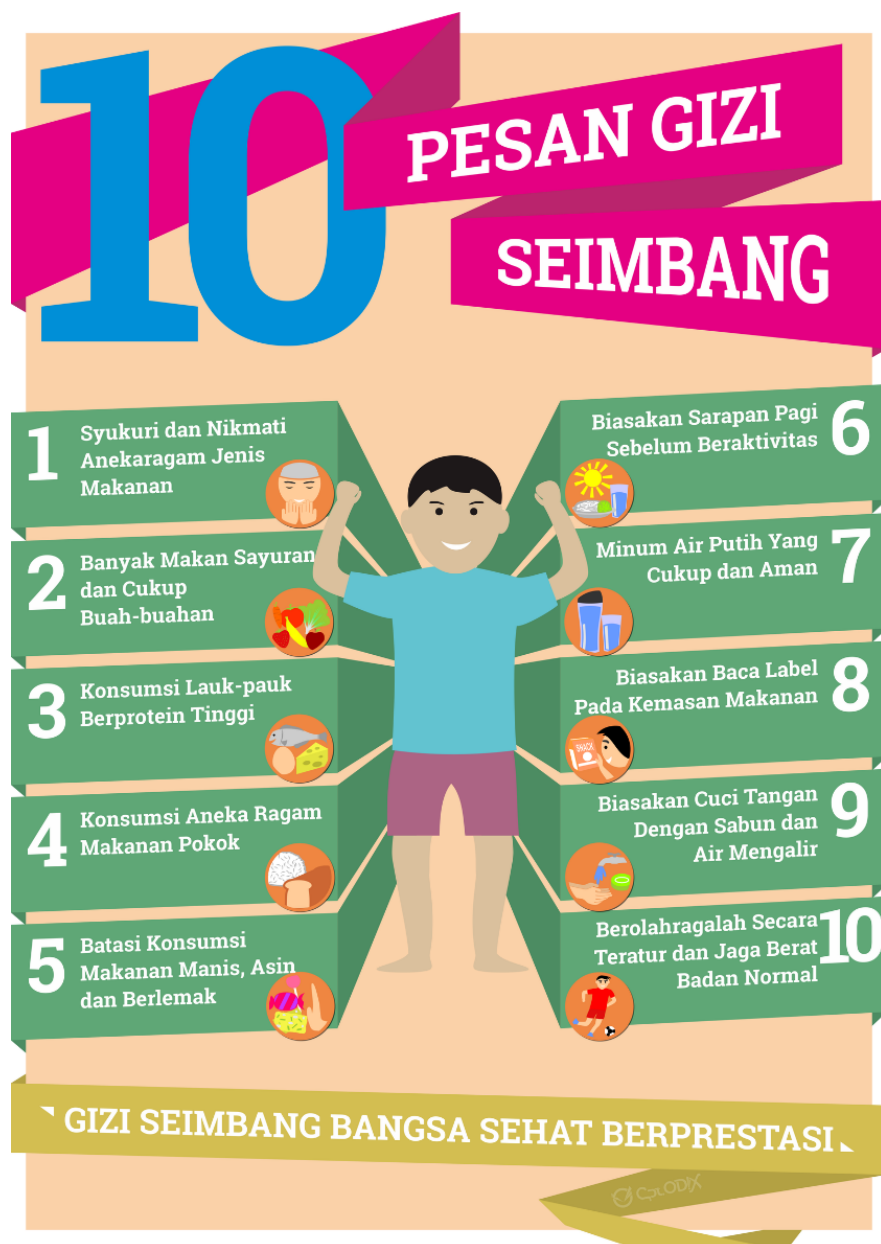 10
PESAN GIZI
SEIMBANG
1
Syukuri dan Nikmati
Anekaragam Jenis
Makanan
2
Banyak Makan Sayuran
dan Cukup
Buah-buahan
3
Konsumsi Lauk-pauk
Berprotein Tinggi
4
Konsumsi Aneka Ragam
Makanan Pokok
5
Batasi Konsumsi
Makanan Manis, Asin
dan Berlemak
6
Biasakan Sarapan Pagi
Sebelum Beraktivitas
7
Minum Air Putih Yang
Cukup dan Aman
8
Biasakan Baca Label
Pada Kemasan Makanan
SNACK
9
Biasakan Cuci Tangan
Dengan Sabun dan
Air Mengalir
10
Berolahragalah Secara
Teratur dan Jaga Berat
Badan Normal
GIZI SEIMBANG BANGSA SEHAT BERPRESTASI